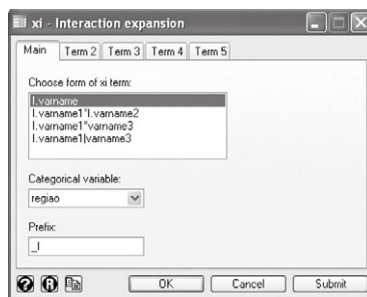 xi - Interaction expansion
Main Term 2 Term 3 Term 4 Term 5
Choose form of xi term:
I.varname
I.varname1*I.varname2
I.varname1*varname3
I.varname1|varname3
Categorical variable:
regiao
Prefix:
_I
OK Cancel Submit